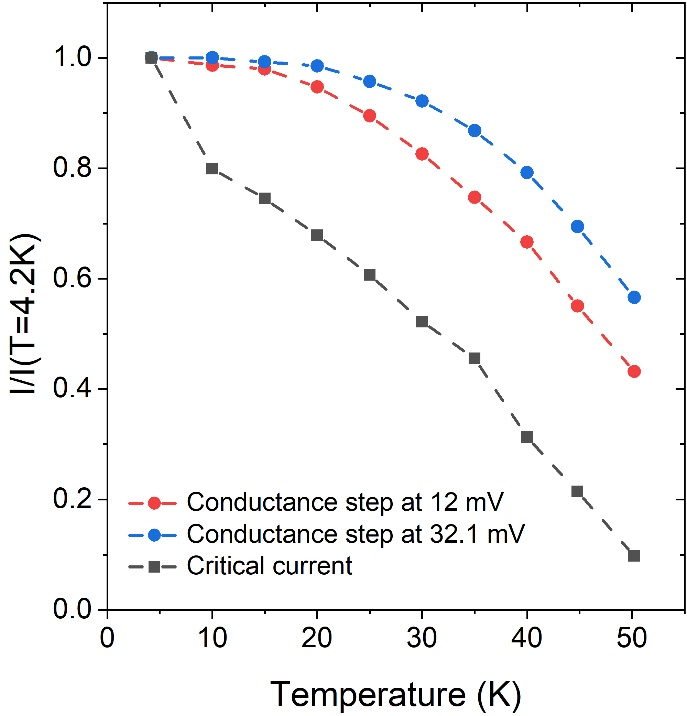 I/I(T=4.2K)
1.0
0.8
0.6
0.4
0.2
0.0
Conductance step at 12 mV
Conductance step at 32.1 mV
Critical current
0 10 20 30 40 50
Temperature (K)